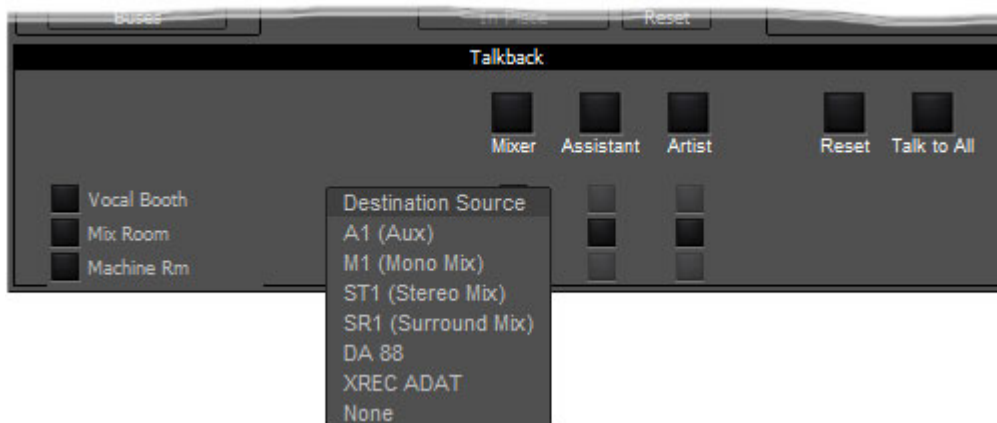 Buses In Place Reset
Talkback
Mixer Assistant Artist Reset Talk to All
Vocal Booth
Mix Room
Machine Rm
Destination Source
A1 (Aux)
M1 (Mono Mix)
ST1 (Stereo Mix)
SR1 (Surround Mix)
DA 88
XREC ADAT
None